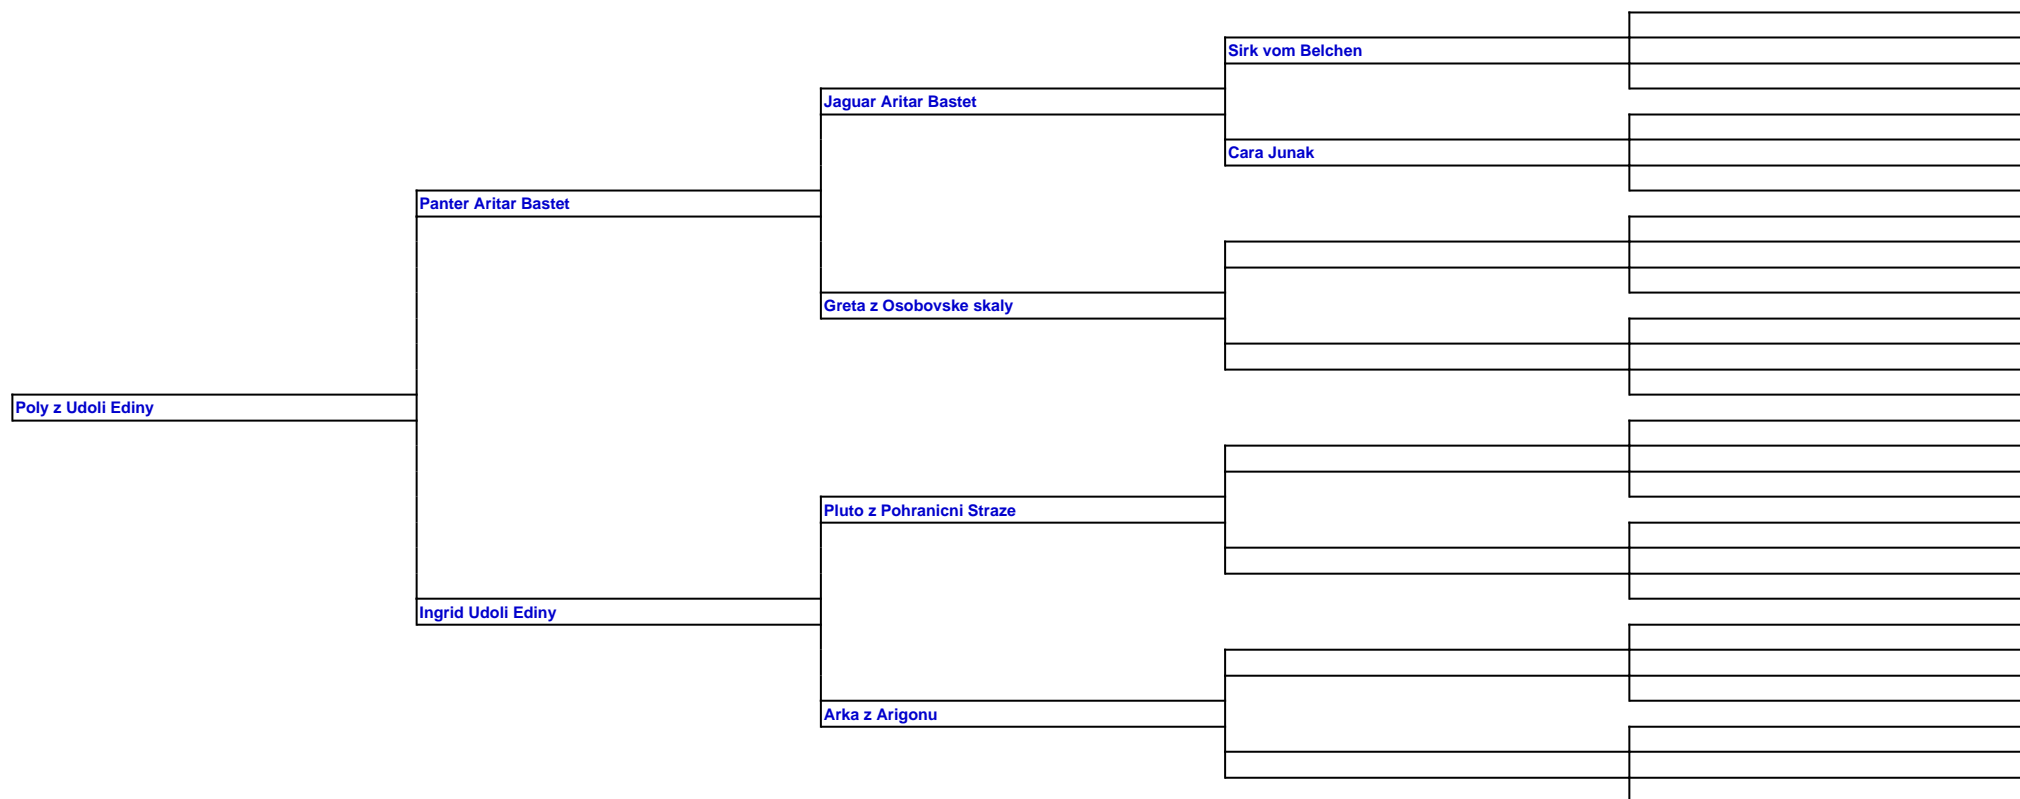 Sirk vom Belchen
Jaguar Aritar Bastet
Cara Junak
Panter Aritar Bastet
Greta z Osobovske skaly
Poly z Udoli Ediny
Pluto z Pohranicni Straze
Ingrid Udoli Ediny
Arka z Arigonu